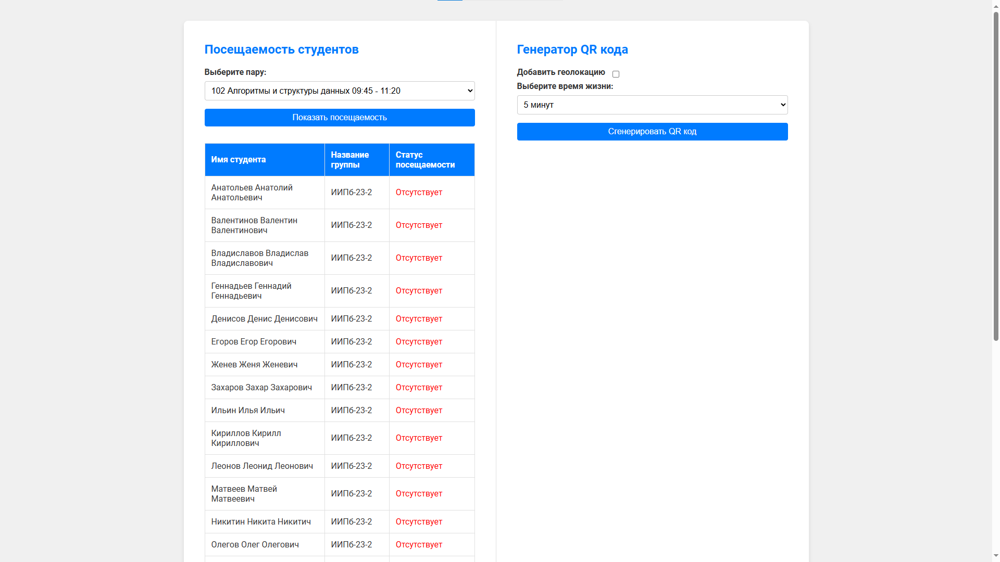 Посещаемость студентов
Выберите пару:
102 Алгоритмы и структуры данных 09:45 - 11:20
Показать посещаемость
Имя студента
Название группы
Статус посещаемости
Анатольев Анатолий
Анатольевич
ИИПб-23-2
Отсутствует
Валентинов Валентин
Валентинович
ИИПб-23-2
Отсутствует
Владиславов Владислав
Владиславович
ИИПб-23-2
Отсутствует
Геннадьев Геннадий
Геннадьевич
ИИПб-23-2
Отсутствует
Денисов Денис Денисович
ИИПб-23-2
Отсутствует
Егоров Егор Егорович
ИИПб-23-2
Отсутствует
Женев Женя Женевич
ИИПб-23-2
Отсутствует
Захаров Захар Захарович
ИИПб-23-2
Отсутствует
Ильин Илья Ильич
ИИПб-23-2
Отсутствует
Кириллов Кирилл
Кириллович
ИИПб-23-2
Отсутствует
Леонов Леонид Леонович
ИИПб-23-2
Отсутствует
Матвеев Матвей
Матвеевич
ИИПб-23-2
Отсутствует
Никитин Никита Никитич
ИИПб-23-2
Отсутствует
Олегов Олег Олегович
ИИПб-23-2
Отсутствует
Генератор QR кода
Добавить геолокацию
Выберите время жизни:
5 минут
Сгенерировать QR код